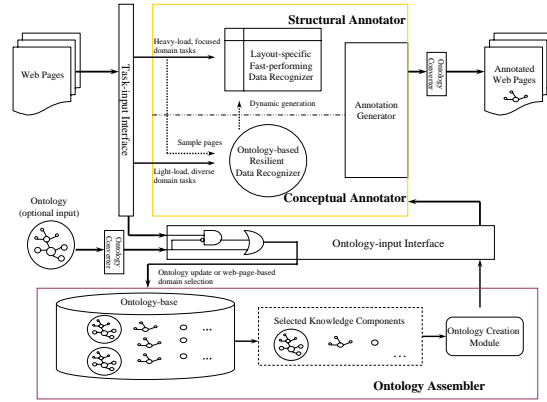 Structural Annotator
Heavy-load, focused
domain tasks
Layout-specific
Fast-performing
Data Recognizer
Web Pages
Task-input Interface
Ontology
Converter
Annotated
Web Pages
Dynamic generation
Annotation
Generator
Sample pages
Ontology-based
Resilient
Data Recognizer
Light-load, diverse
domain tasks
Conceptual Annotator
Ontology
(optional input)
Ontology
Converter
Ontology-input Interface
Ontology update or web-page-based
domain selection
Ontology-base
...
...
Selected Knowledge Components
...
Ontology Creation
Module
Ontology Assembler